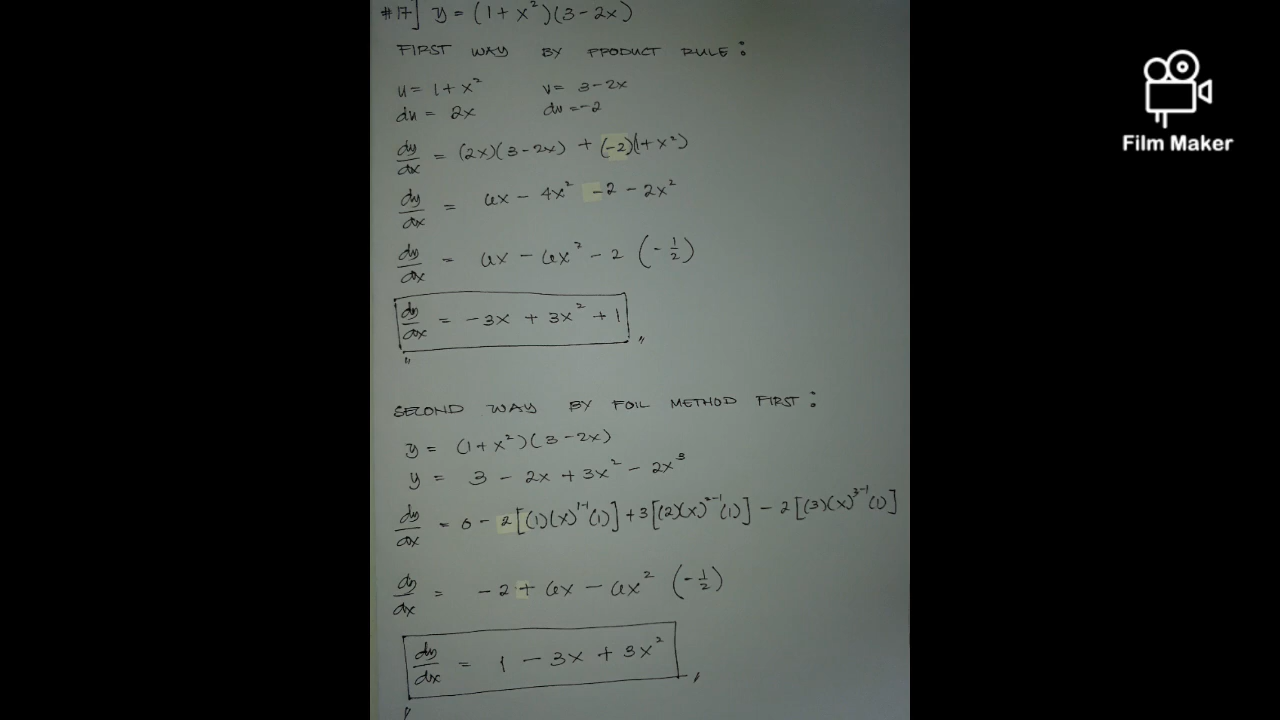 #17] y = (1 + x²)(3 - 2x)
FIRST WAY BY PRODUCT RULE :
u = 1 + x² v = 3 - 2x
du = 2x dv = -2
dy/dx = (2x)(3 - 2x) + (-2)(1 + x²)
dy/dx = 6x - 4x² - 2 - 2x²
dy/dx = 6x - 6x² - 2 (-1/2)
dy/dx = -3x + 3x² + 1
SECOND WAY BY FOIL METHOD FIRST :
y = (1 + x²)(3 - 2x)
y = 3 - 2x + 3x² - 2x³
dy/dx = 0 - 2[(1)(x)¹⁻¹(1)] + 3[(2)(x)²⁻¹(1)] - 2[(3)(x)³⁻¹(1)]
dy/dx = -2 + 6x - 6x² (-1/2)
dy/dx = 1 - 3x + 3x²
Film Maker